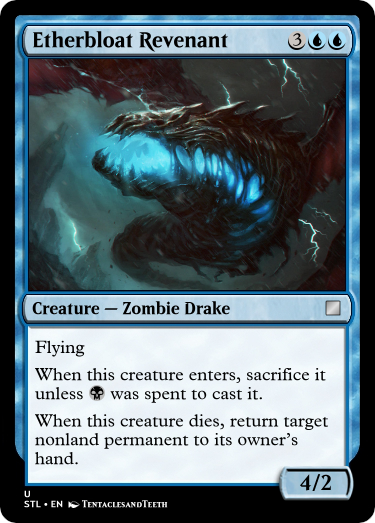 Etherbloat Revenant 3
Creature — Zombie Drake
Flying
When this creature enters, sacrifice it
unless was spent to cast it.
When this creature dies, return target
nonland permanent to its owner's
hand.
4/2
U
STL • EN TentaclesandTeeth